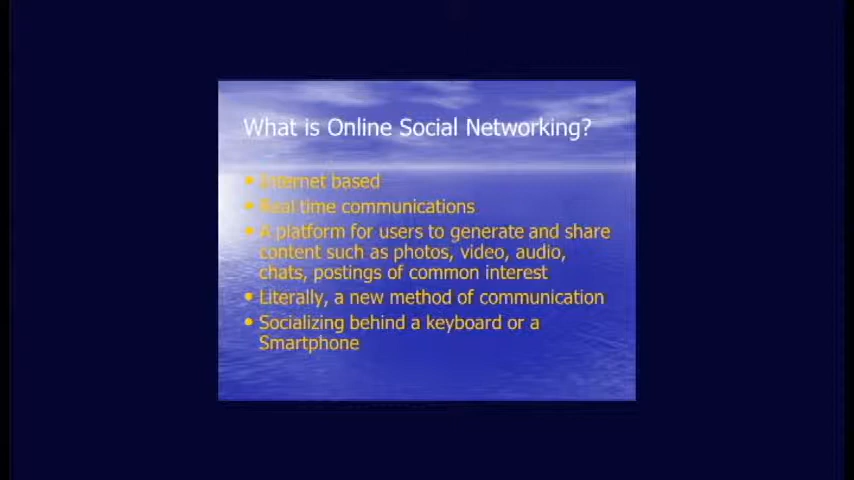 What is Online Social Networking?
• Internet based
• Real time communications
• A platform for users to generate and share
content such as photos, video, audio,
chats, postings of common interest
• Literally, a new method of communication
• Socializing behind a keyboard or a
Smartphone